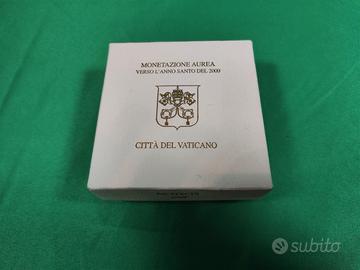 MONETAZIONE AUREA
VERSO L'ANNO SANTO DEL 2000
CITTÀ DEL VATICANO
subito